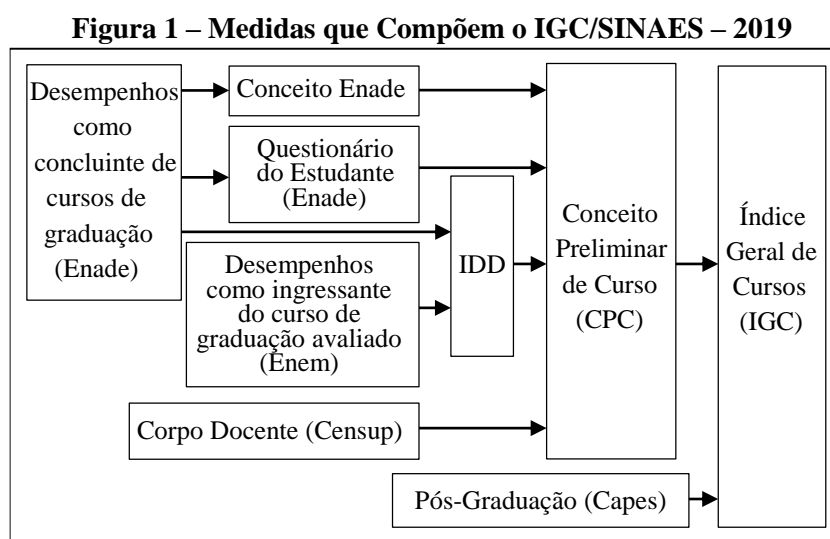 Figura 1 – Medidas que Compõem o IGC/SINAES – 2019
Desempenhos
como
concluinte de
cursos de
graduação
(Enade)
Conceito Enade
Questionário
do Estudante
(Enade)
Desempenhos
como ingressante
do curso de
graduação avaliado
(Enem)
IDD
Corpo Docente (Censup)
Conceito
Preliminar
de Curso
(CPC)
Pós-Graduação (Capes)
Índice
Geral de
Cursos
(IGC)